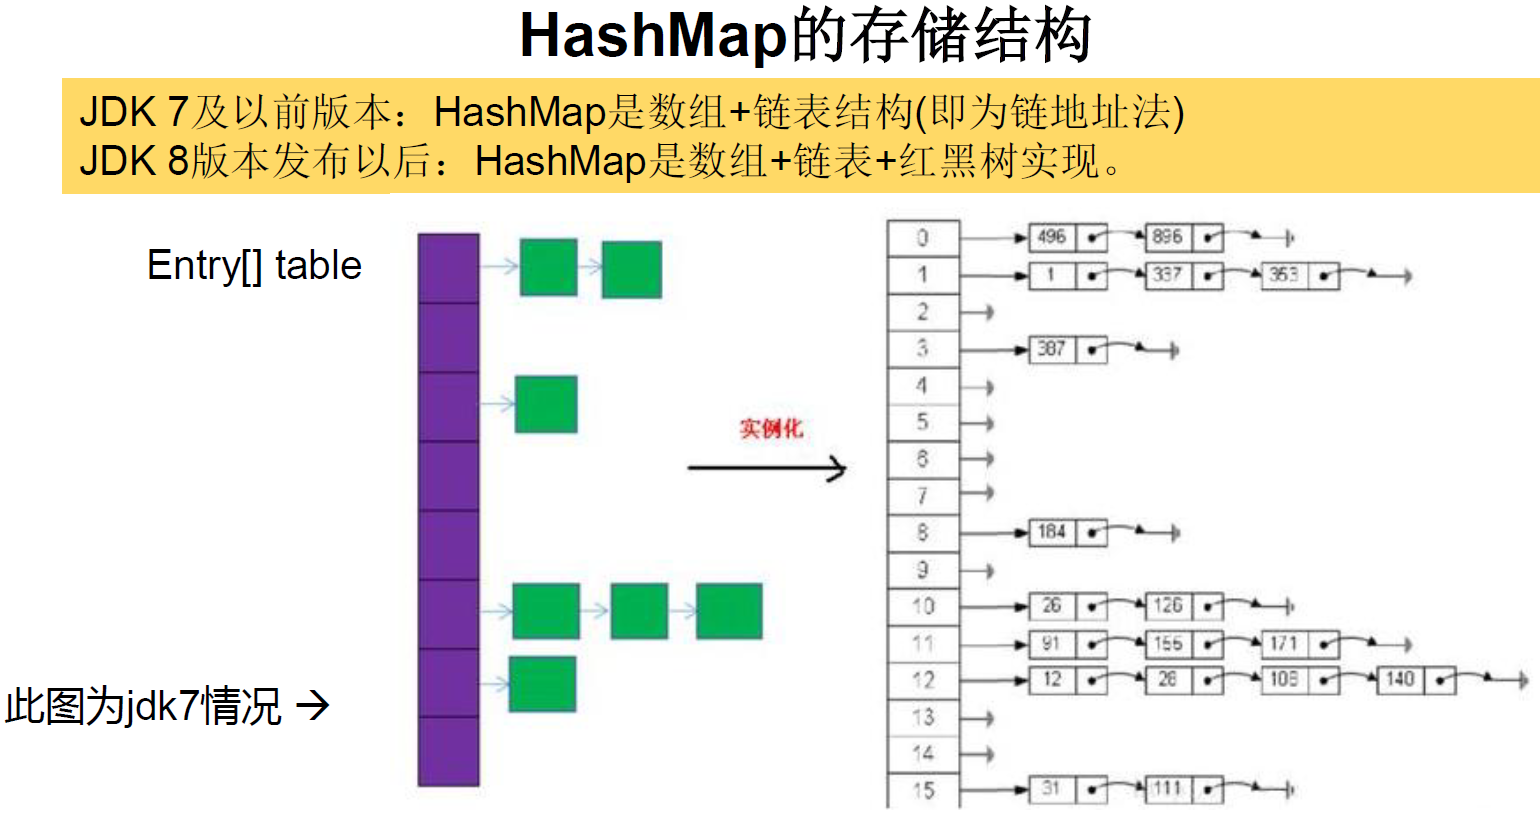 HashMap的存储结构
JDK 7及以前版本：HashMap是数组+链表结构(即为链地址法)
JDK 8版本发布以后：HashMap是数组+链表+红黑树实现。
Entry[] table
实例化
此图为jdk7情况 →
0 496 896
1 1 337 353
2
3 387
4
5
6
7
8 184
9
10 26 126
11 91 155 171
12 12 28 108 140
13
14
15 31 111